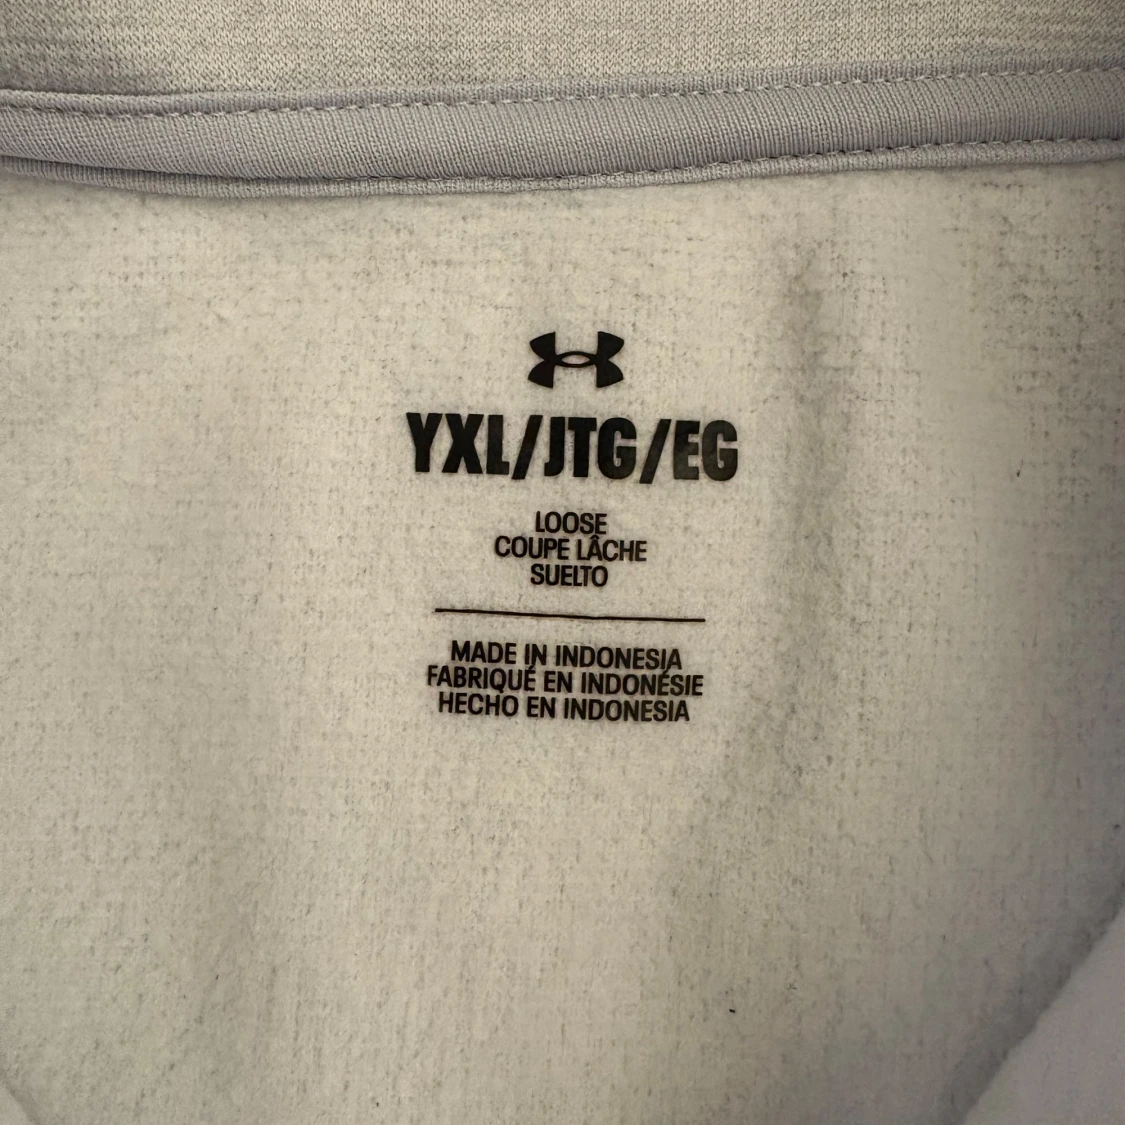 YXL/JTG/EG
LOOSE
COUPE LÂCHE
SUELTO
MADE IN INDONESIA
FABRIQUÉ EN INDONÉSIE
HECHO EN INDONESIA